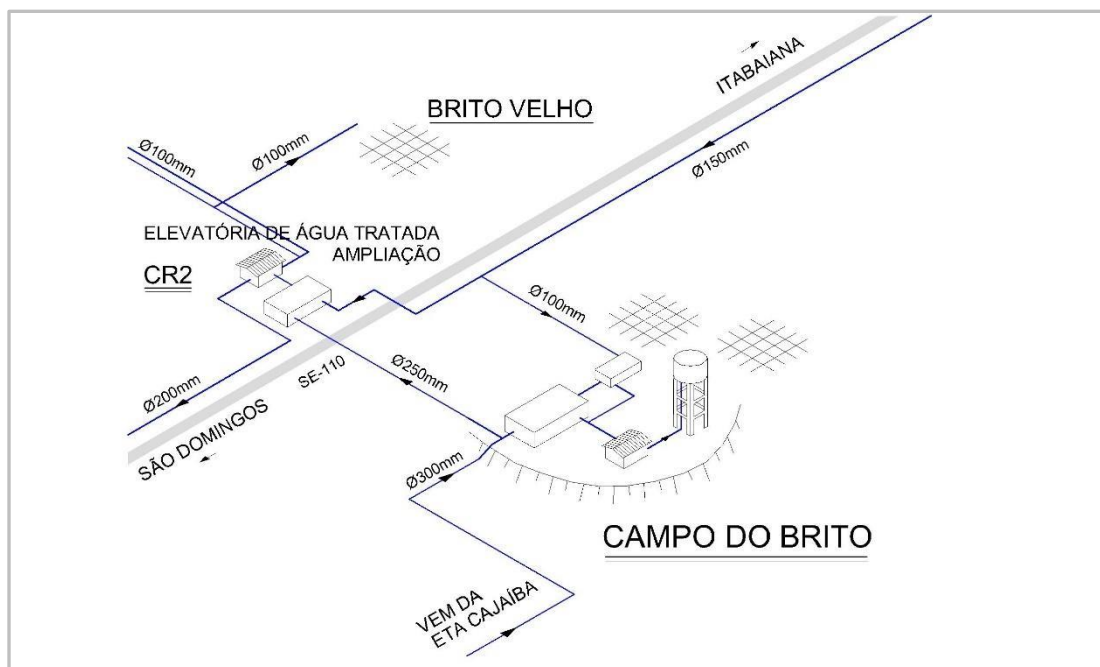 ITABAIANA
BRITO VELHO
Ø100mm
Ø100mm
Ø150mm
ELEVATÓRIA DE ÁGUA TRATADA
AMPLIAÇÃO
CR2
Ø100mm
SE-110
Ø250mm
Ø200mm
SÃO DOMINGOS
Ø300mm
CAMPO DO BRITO
VEM DA
ETA CAJAÍBA